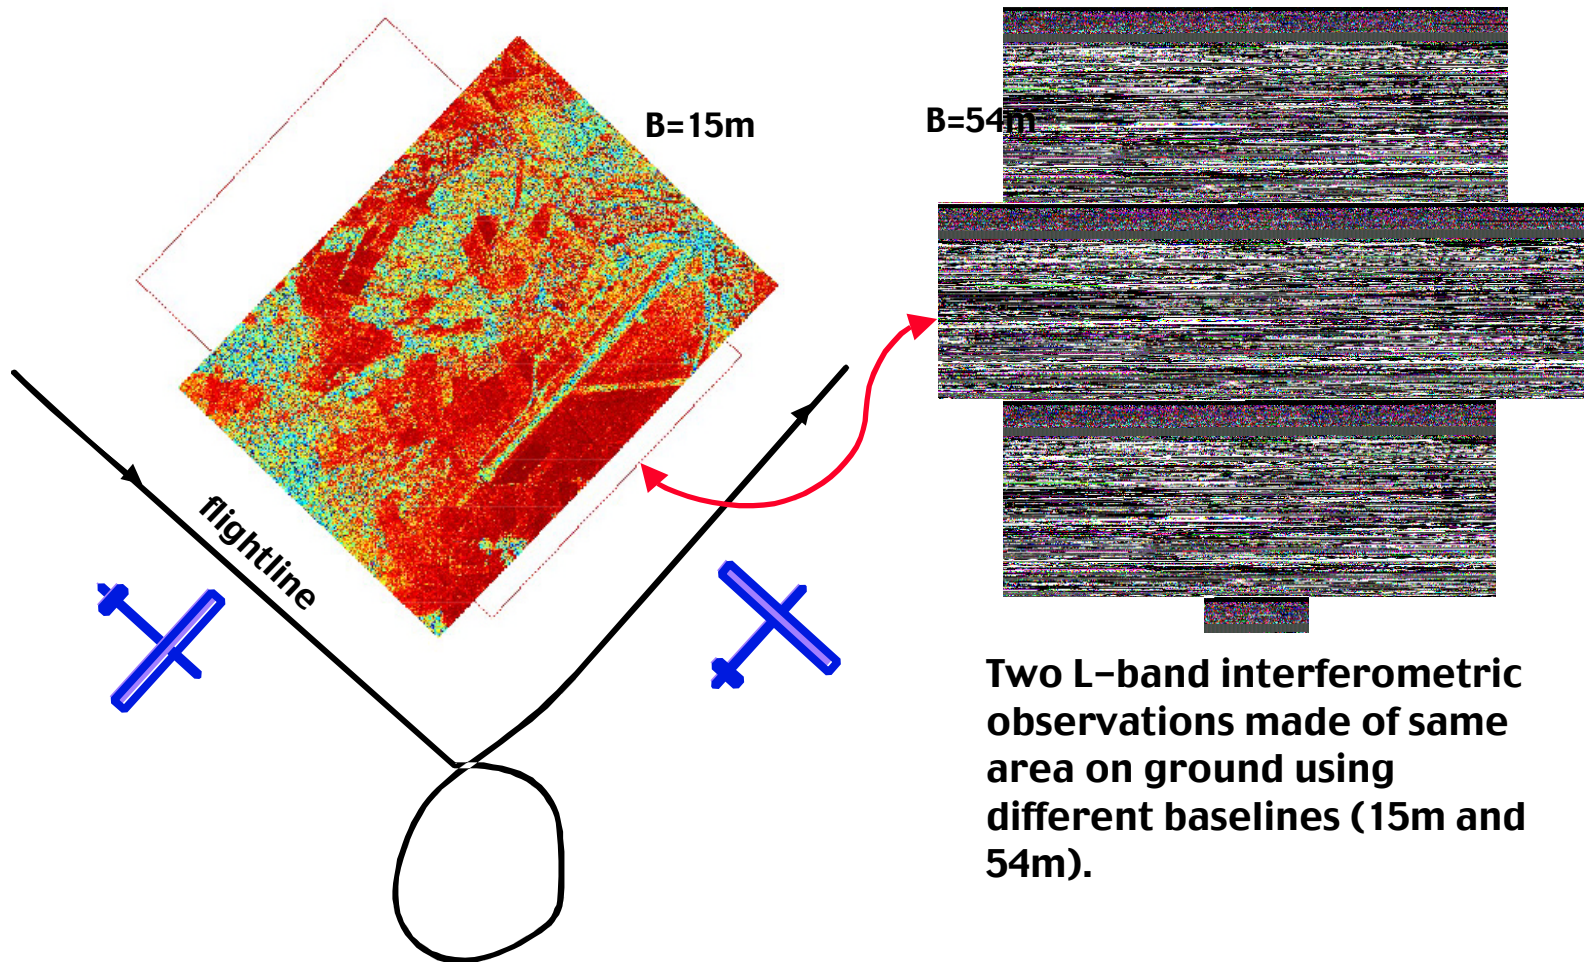 B=15m
B=54m
flightline
Two L-band interferometric
observations made of same
area on ground using
different baselines (15m and
54m).